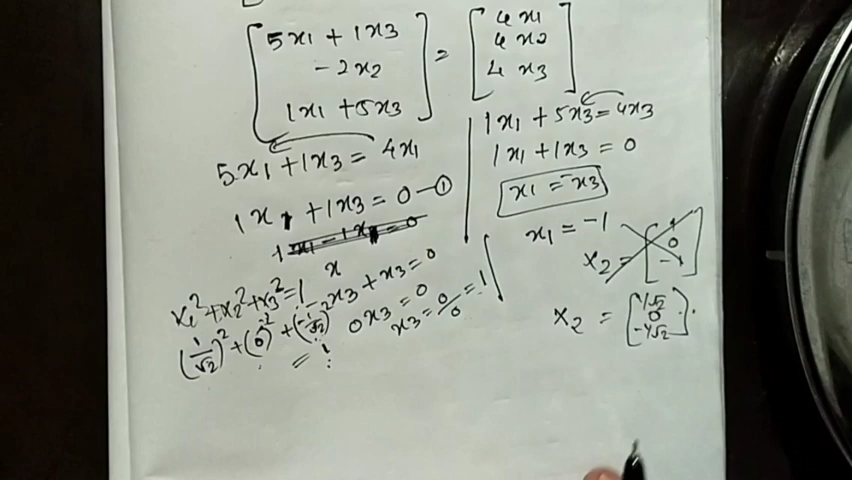 [5x1 + 1x3
-2x2
1x1 + 5x3] = [4x1
4x2
4x3]
5x1 + 1x3 = 4x1
1x1 + 1x3 = 0 —①
1x1 - 1x = 0
x
- x3 + x3 = 0
0x3 = 0
x3 = 0/0 = 1
x1² + x2² + x3² = 1
(1/√2)² + (0)² + (-1/√2)²
= 1
1x1 + 5x3 = 4x3
1x1 + 1x3 = 0
x1 = -x3
x1 = -1
x2 = [1
0
-1]
x2 = [1/√2
0
-1/√2]